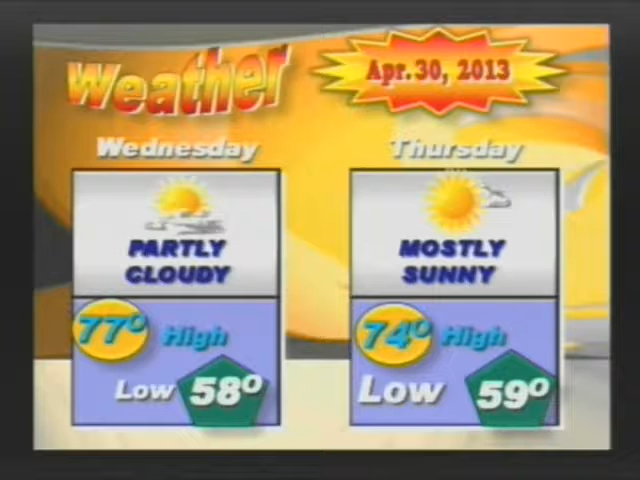 Weather
Apr. 30, 2013
Wednesday
Thursday
PARTLY
CLOUDY
MOSTLY
SUNNY
77° High
74° High
Low 58°
Low 59°